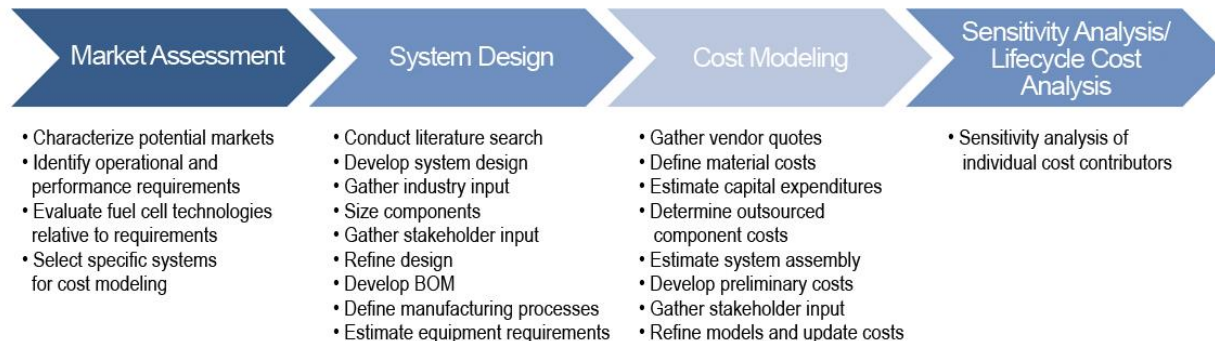 Market Assessment
System Design
Cost Modeling
Sensitivity Analysis/
Lifecycle Cost
Analysis
• Characterize potential markets
• Identify operational and
performance requirements
• Evaluate fuel cell technologies
relative to requirements
• Select specific systems
for cost modeling
• Conduct literature search
• Develop system design
• Gather industry input
• Size components
• Gather stakeholder input
• Refine design
• Develop BOM
• Define manufacturing processes
• Estimate equipment requirements
• Gather vendor quotes
• Define material costs
• Estimate capital expenditures
• Determine outsourced
component costs
• Estimate system assembly
• Develop preliminary costs
• Gather stakeholder input
• Refine models and update costs
• Sensitivity analysis of
individual cost contributors